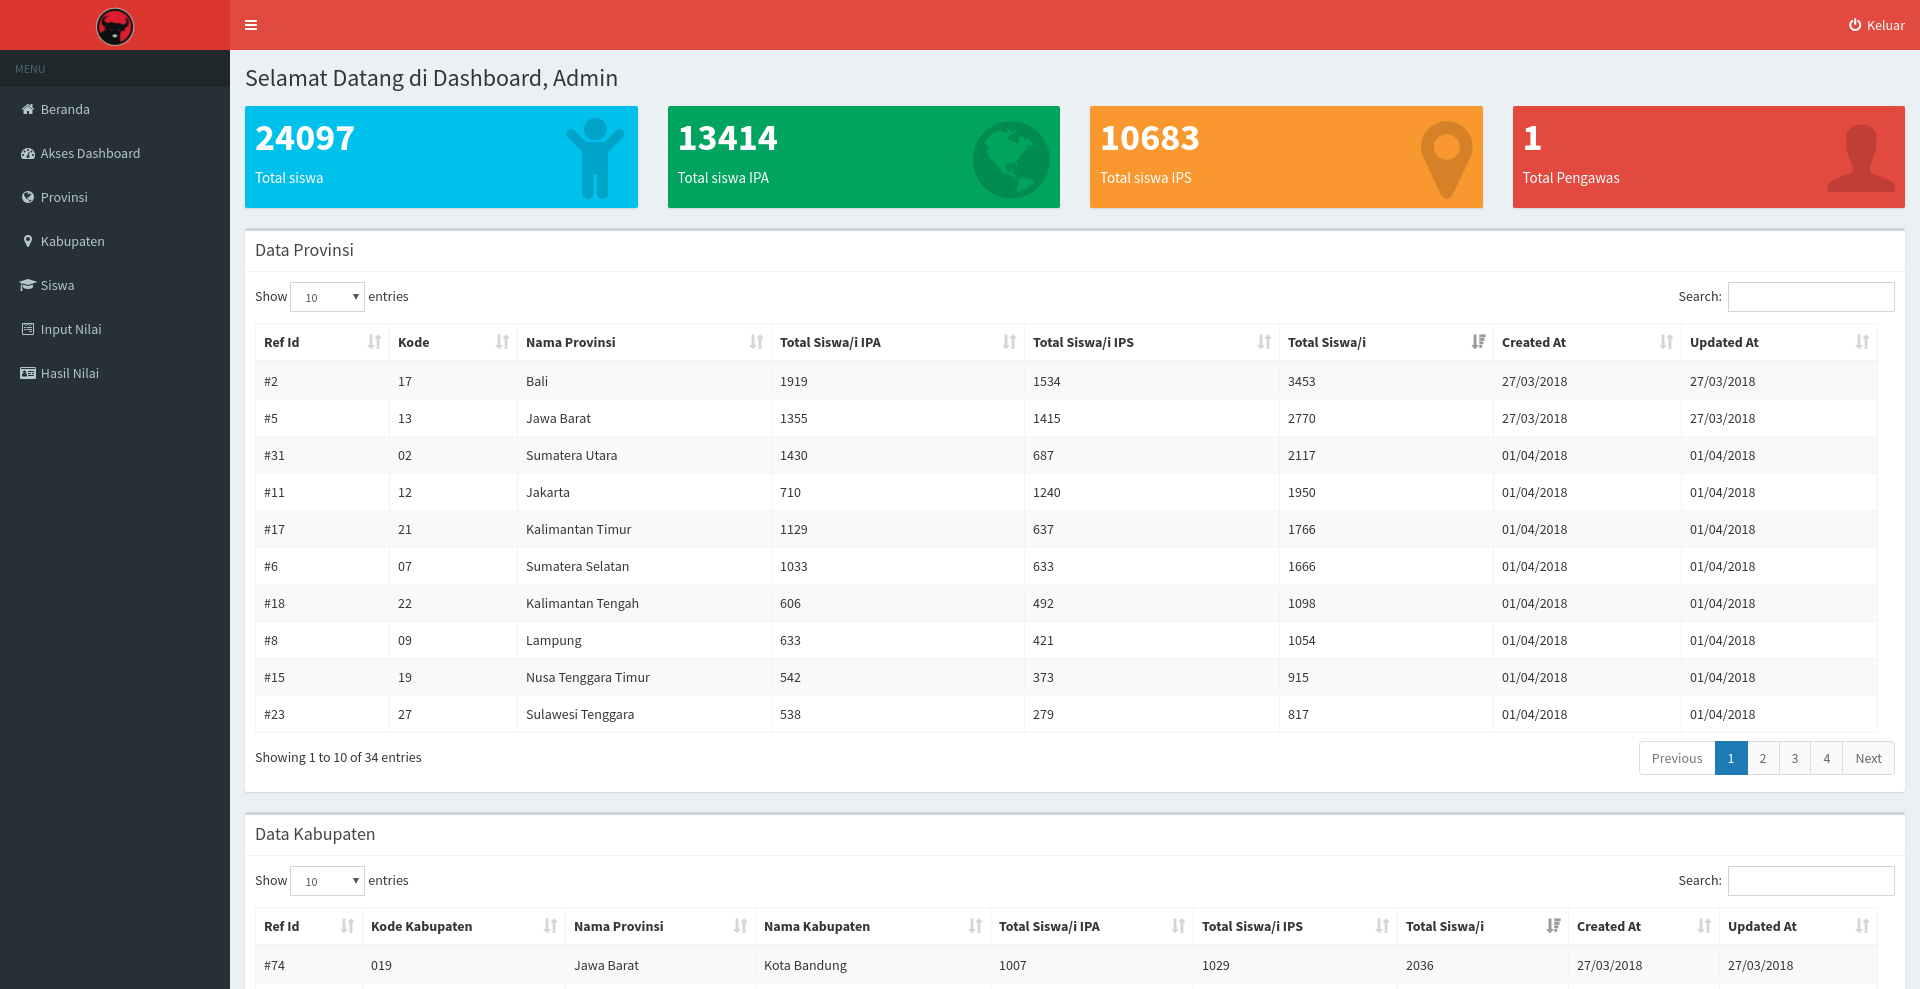 Keluar
MENU
Beranda
Akses Dashboard
Provinsi
Kabupaten
Siswa
Input Nilai
Hasil Nilai
Selamat Datang di Dashboard, Admin
24097
Total siswa
13414
Total siswa IPA
10683
Total siswa IPS
1
Total Pengawas
Data Provinsi
Show 10 entries Search:
Ref Id Kode Nama Provinsi Total Siswa/i IPA Total Siswa/i IPS Total Siswa/i Created At Updated At
#2 17 Bali 1919 1534 3453 27/03/2018 27/03/2018
#5 13 Jawa Barat 1355 1415 2770 27/03/2018 27/03/2018
#31 02 Sumatera Utara 1430 687 2117 01/04/2018 01/04/2018
#11 12 Jakarta 710 1240 1950 01/04/2018 01/04/2018
#17 21 Kalimantan Timur 1129 637 1766 01/04/2018 01/04/2018
#6 07 Sumatera Selatan 1033 633 1666 01/04/2018 01/04/2018
#18 22 Kalimantan Tengah 606 492 1098 01/04/2018 01/04/2018
#8 09 Lampung 633 421 1054 01/04/2018 01/04/2018
#15 19 Nusa Tenggara Timur 542 373 915 01/04/2018 01/04/2018
#23 27 Sulawesi Tenggara 538 279 817 01/04/2018 01/04/2018
Showing 1 to 10 of 34 entries Previous 1 2 3 4 Next
Data Kabupaten
Show 10 entries Search:
Ref Id Kode Kabupaten Nama Provinsi Nama Kabupaten Total Siswa/i IPA Total Siswa/i IPS Total Siswa/i Created At Updated At
#74 019 Jawa Barat Kota Bandung 1007 1029 2036 27/03/2018 27/03/2018